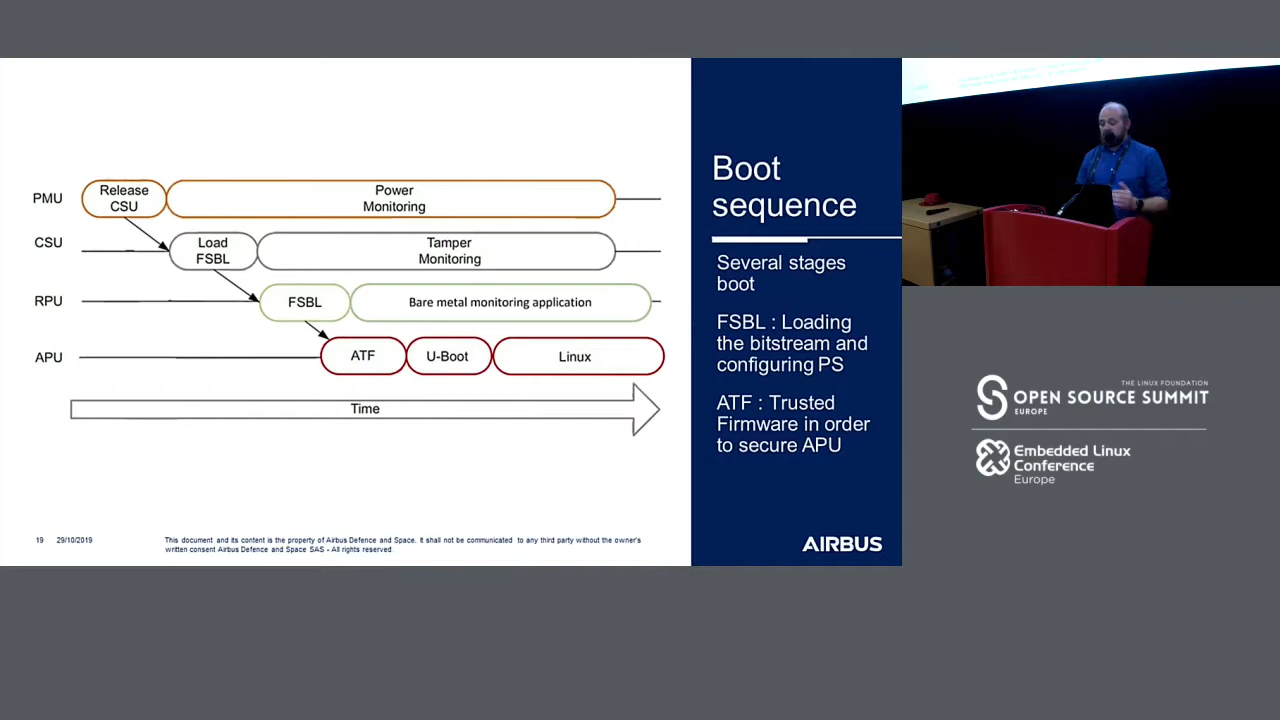 PMU
Release
CSU
Power
Monitoring
CSU
Load
FSBL
Tamper
Monitoring
RPU
FSBL
Bare metal monitoring application
APU
ATF
U-Boot
Linux
Time
19
29/10/2019
This document and its content is the property of Airbus Defence and Space. It shall not be communicated to any third party without the owner's
written consent Airbus Defence and Space SAS - All rights reserved.
Boot
sequence
Several stages
boot
FSBL : Loading
the bitstream and
configuring PS
ATF : Trusted
Firmware in order
to secure APU
AIRBUS
THE LINUX FOUNDATION
OPEN SOURCE SUMMIT
EUROPE
Embedded Linux
Conference
Europe